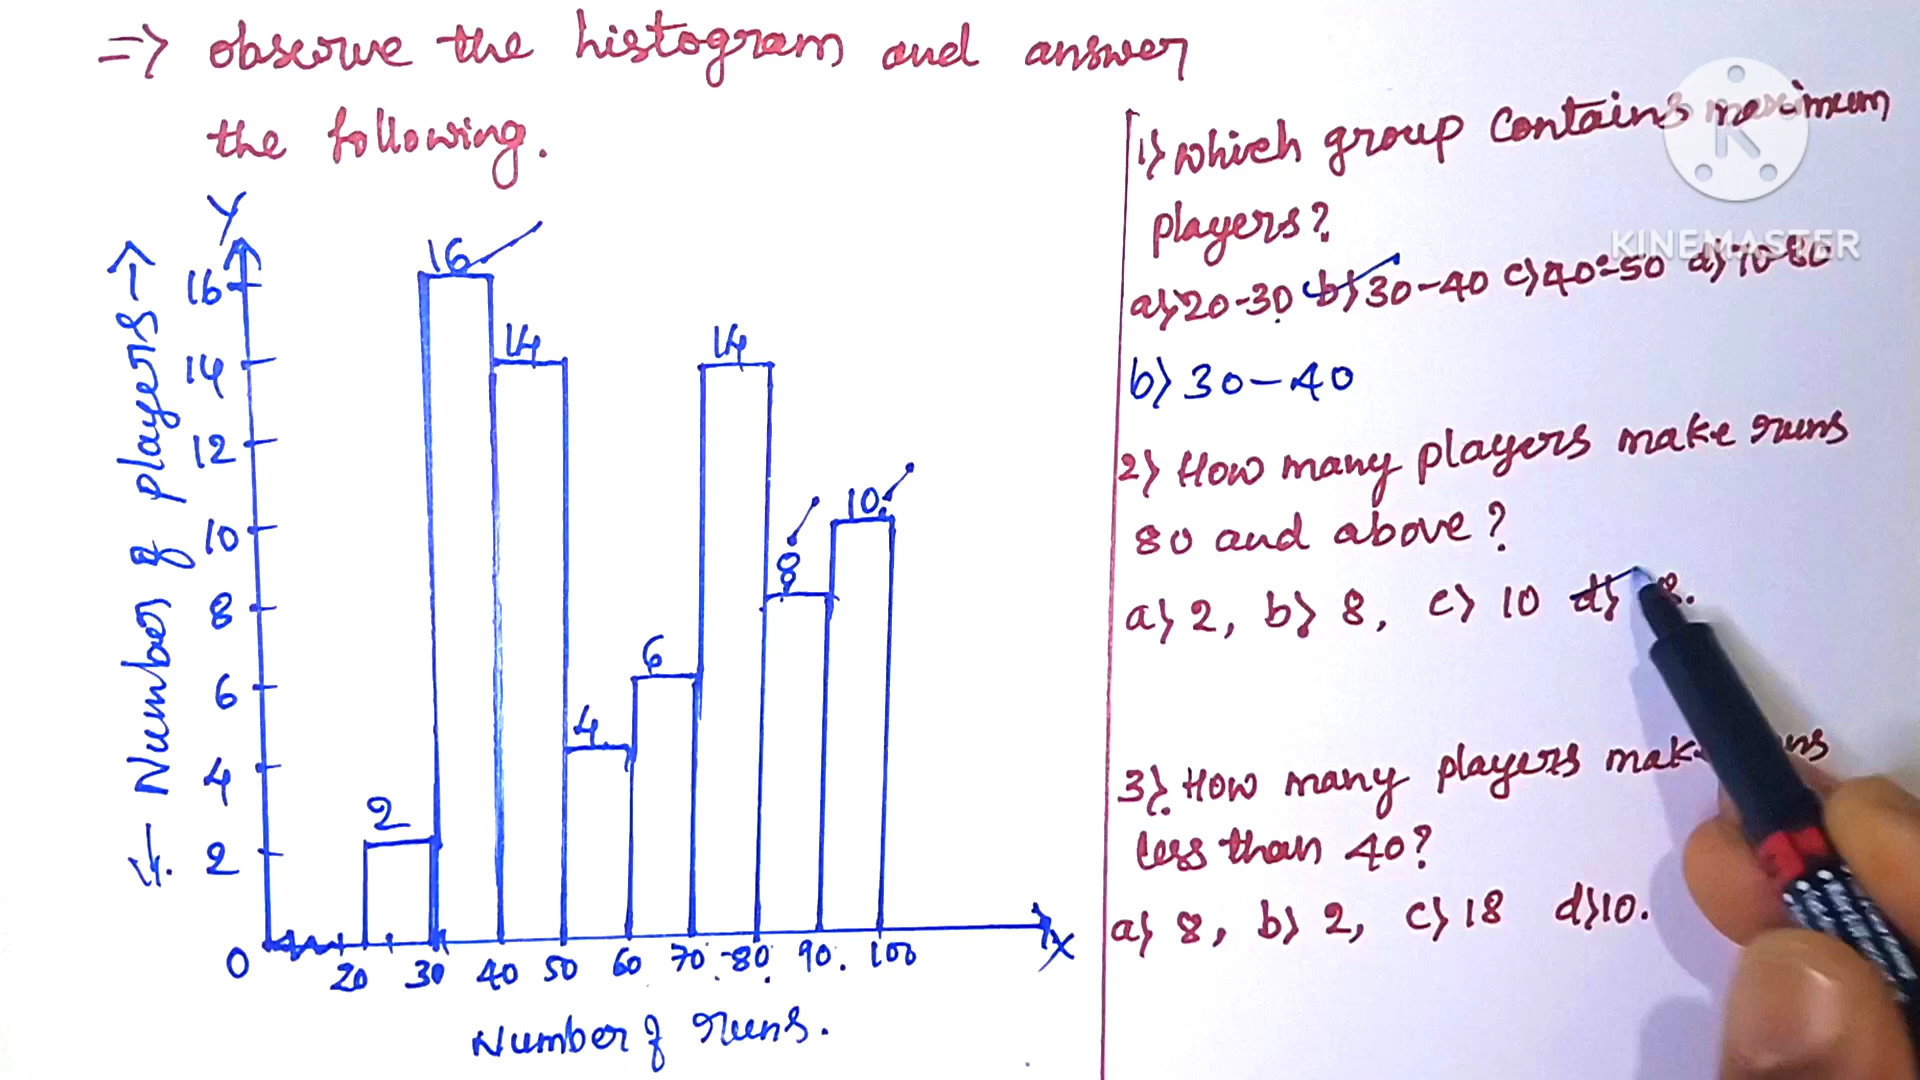 => observe the histogram and answer
the following.
Y
← Number of players →
16
14
12
10
8
6
4
2
0
2
16
14
4
6
14
8
10
20 30 40 50 60 70 80 90 100
X
Number of runs.
1) Which group contains maximum
players?
a) 20-30 b) 30-40 c) 40-50 d) 70-80
b) 30-40
2) How many players make runs
80 and above?
a) 2, b) 8, c) 10 d)
3) How many players make
less than 40?
a) 8, b) 2, c) 18 d) 10.
K
KINEMASTER